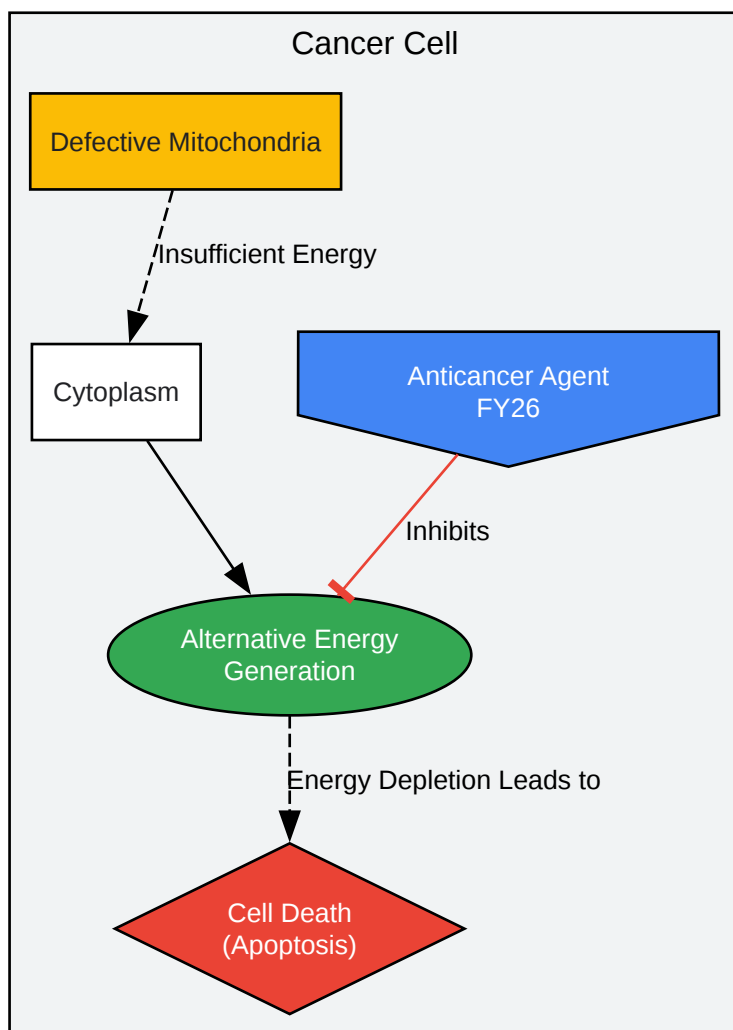 Cancer Cell
Defective Mitochondria
Insufficient Energy
Cytoplasm
Anticancer Agent
FY26
Inhibits
Alternative Energy
Generation
Energy Depletion Leads to
Cell Death
(Apoptosis)